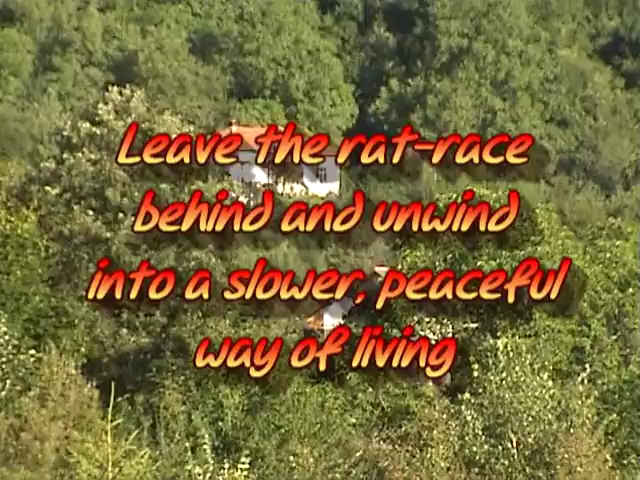 Leave the rat-race
behind and unwind
into a slower, peaceful
way of living